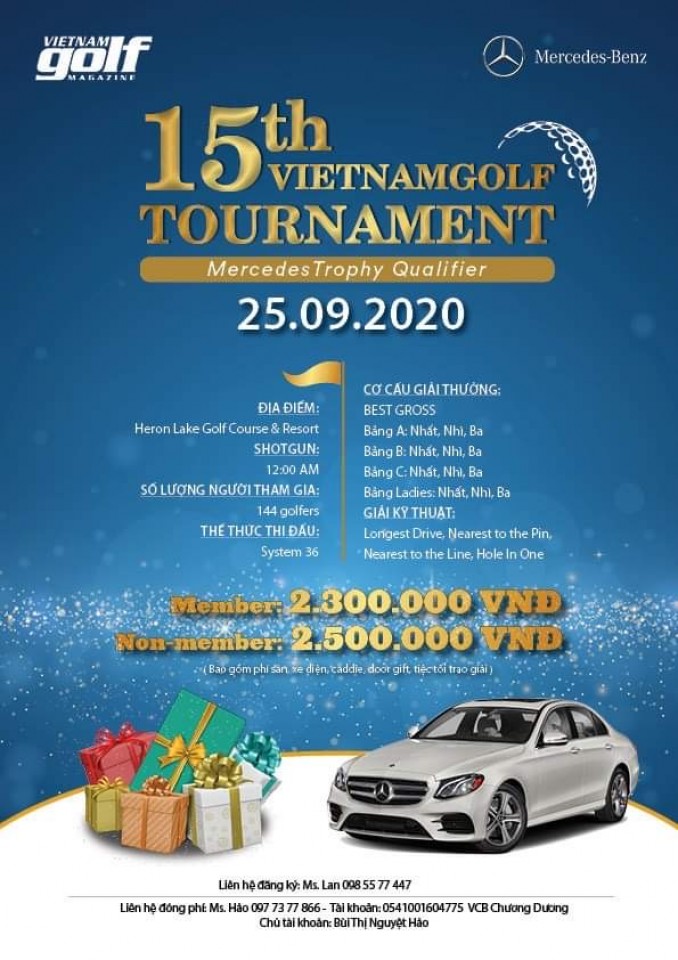 VIETNAM
golf
MAGAZINE
Mercedes-Benz
15th
VIETNAMGOLF
TOURNAMENT
MercedesTrophy Qualifier
25.09.2020
ĐỊA ĐIỂM:
Heron Lake Golf Course & Resort
SHOTGUN:
12:00 AM
SỐ LƯỢNG NGƯỜI THAM GIA:
144 golfers
THỂ THỨC THI ĐẤU:
System 36
CƠ CẤU GIẢI THƯỞNG:
BEST GROSS
Bảng A: Nhất, Nhì, Ba
Bảng B: Nhất, Nhì, Ba
Bảng C: Nhất, Nhì, Ba
Bảng Ladies: Nhất, Nhì, Ba
GIẢI KỸ THUẬT:
Longest Drive, Nearest to the Pin,
Nearest to the Line, Hole In One
Member: 2.300.000 VNĐ
Non-member: 2.500.000 VNĐ
( Bao gồm phí sân, xe điện, caddie, door gift, tiệc tối trao giải )
Liên hệ đăng ký: Ms. Lan 098 55 77 447
Liên hệ đóng phí: Ms. Hảo 097 73 77 866 - Tài khoản: 0541001604775 VCB Chương Dương
Chủ tài khoản: Bùi Thị Nguyệt Hảo